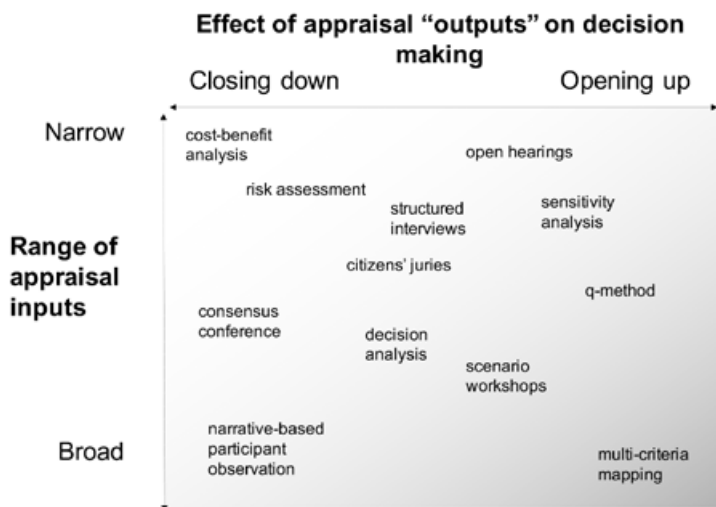 Effect of appraisal “outputs” on decision
making
Closing down
Opening up
Narrow
cost-benefit
analysis
open hearings
risk assessment
structured
interviews
sensitivity
analysis
Range of
appraisal
inputs
citizens’ juries
q-method
consensus
conference
decision
analysis
scenario
workshops
Broad
narrative-based
participant
observation
multi-criteria
mapping